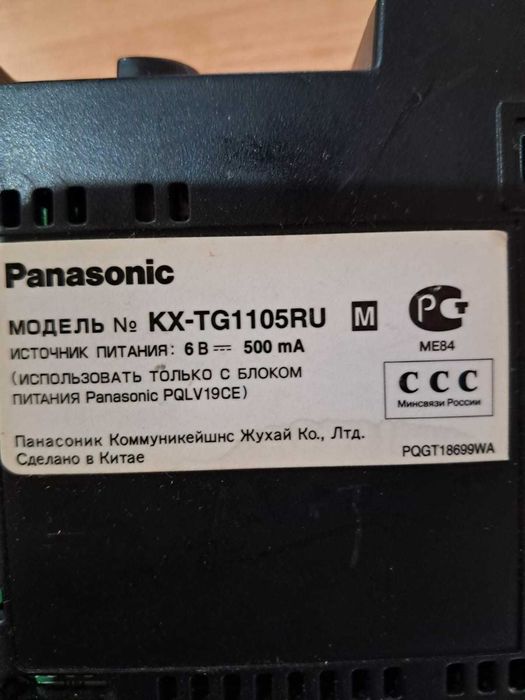 Panasonic
МОДЕЛЬ № KX-TG1105RU M
ИСТОЧНИК ПИТАНИЯ: 6 В 500 mA
(ИСПОЛЬЗОВАТЬ ТОЛЬКО С БЛОКОМ
ПИТАНИЯ Panasonic PQLV19CE)
Панасоник Коммуникейшнс Жухай Ко., Лтд.
Сделано в Китае
РСТ
ME84
ССС
Минсвязи России
PQGT18699WA